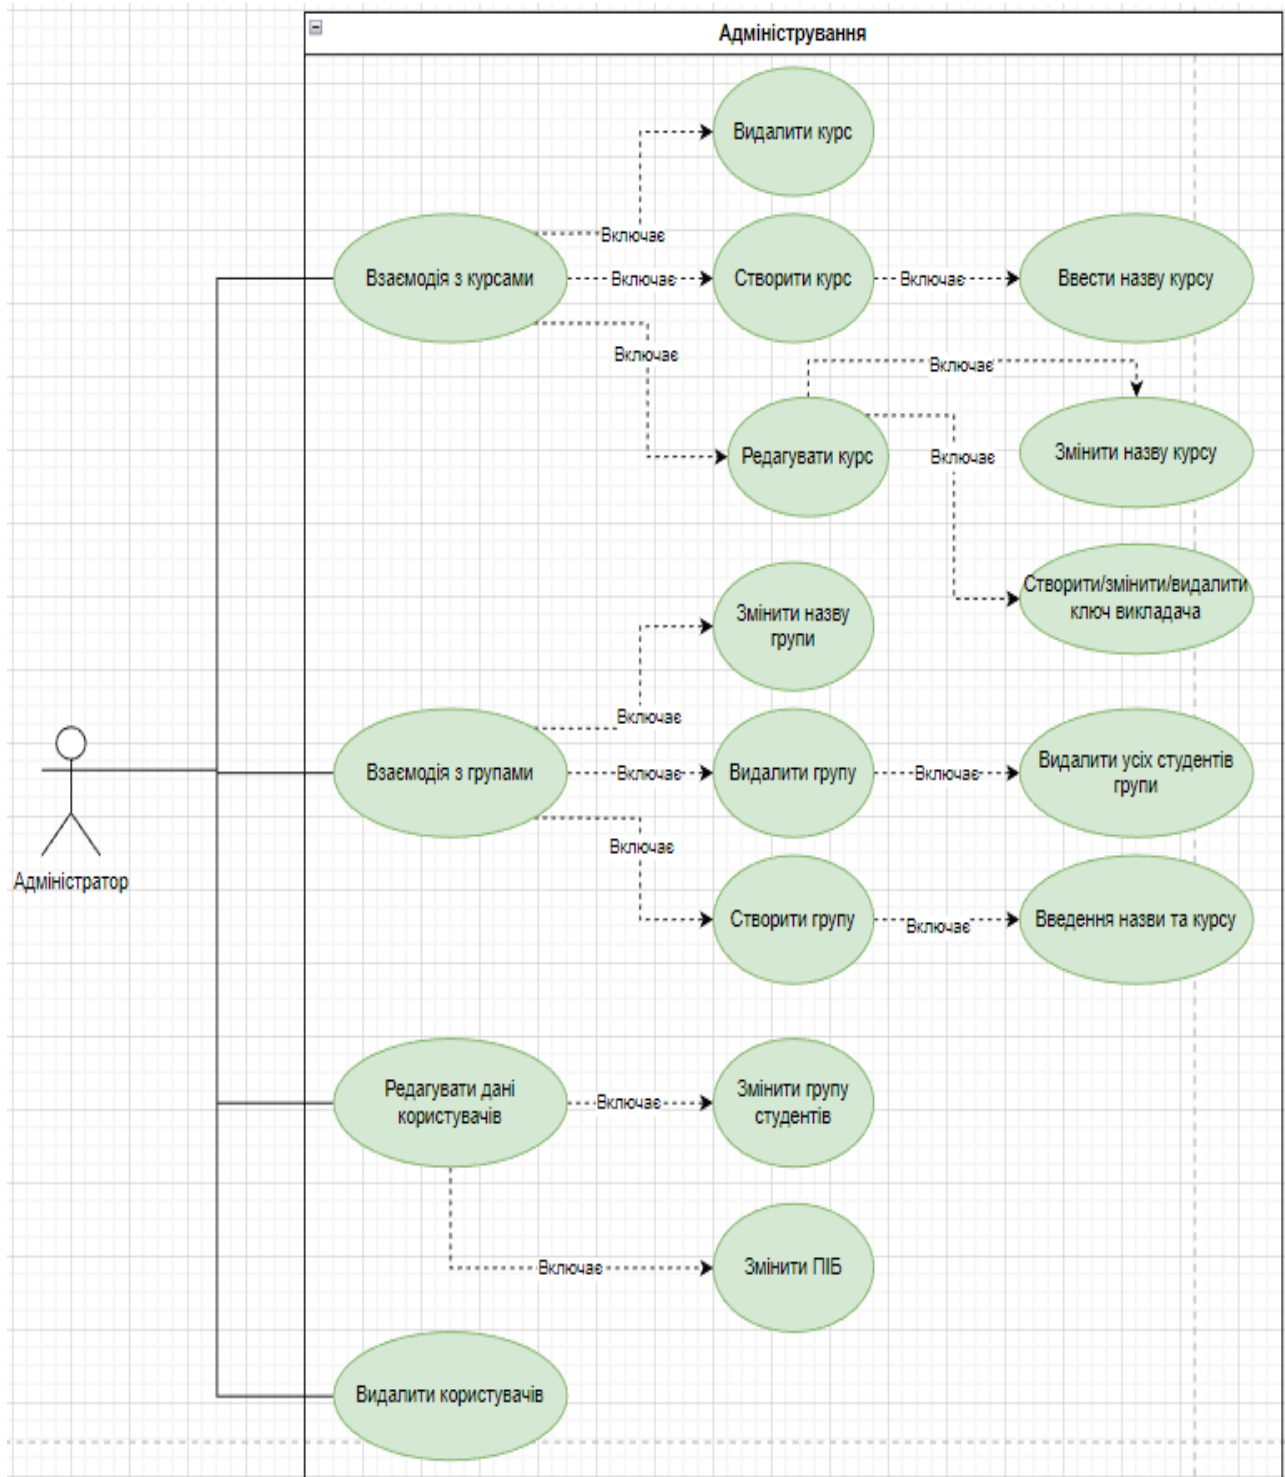 Адміністрування
Видалити курс
Включає
Взаємодія з курсами
Включає
Створити курс
Включає
Ввести назву курсу
Включає
Включає
Редагувати курс
Включає
Змінити назву курсу
Створити/змінити/видалити
ключ викладача
Змінити назву
групи
Включає
Взаємодія з групами
Включає
Видалити групу
Включає
Видалити усіх студентів
групи
Включає
Адміністратор
Створити групу
Включає
Введення назви та курсу
Редагувати дані
користувачів
Включає
Змінити групу
студентів
Включає
Змінити ПІБ
Видалити користувачів